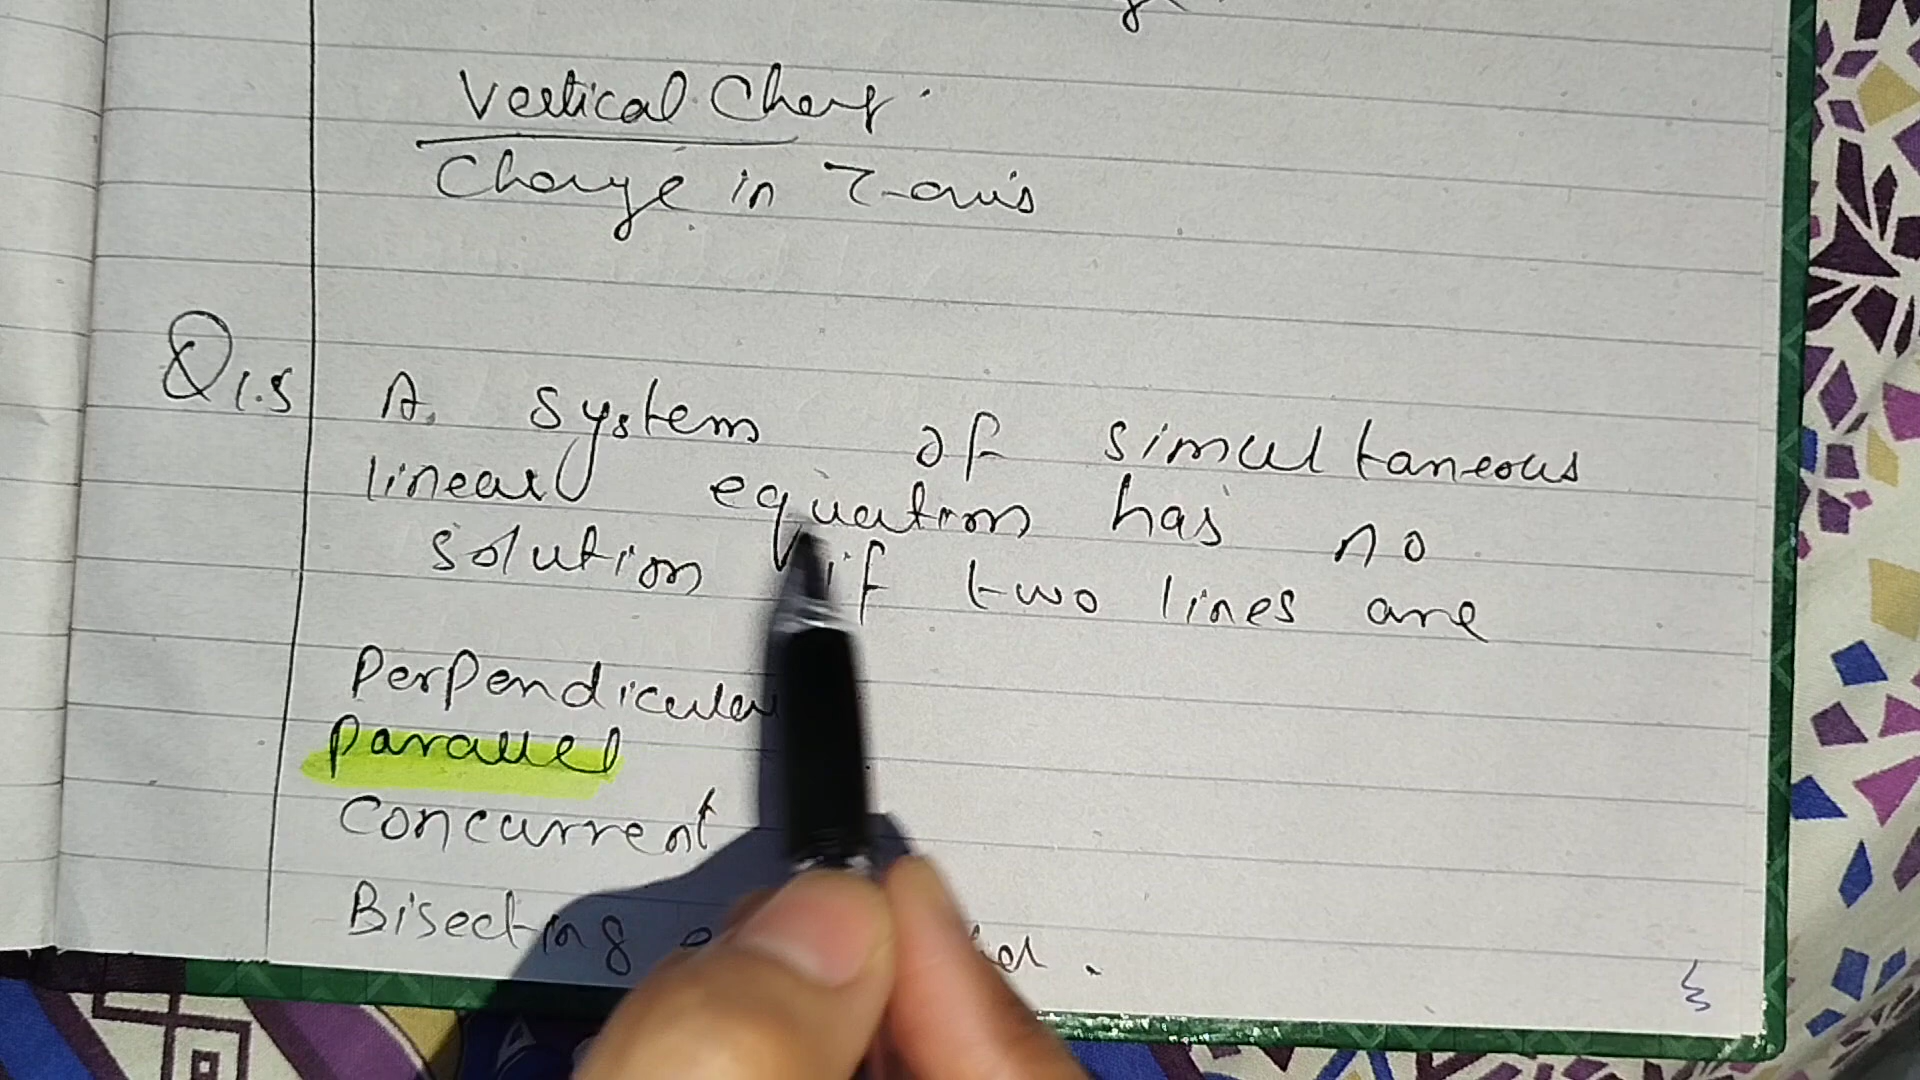 Vertical Chang.
Change in Z-axis
Q1.5 A. system of simultaneous
linear equation has no
solution if two lines are
Perpendicular
Parallel
Concurrent
Bisecting